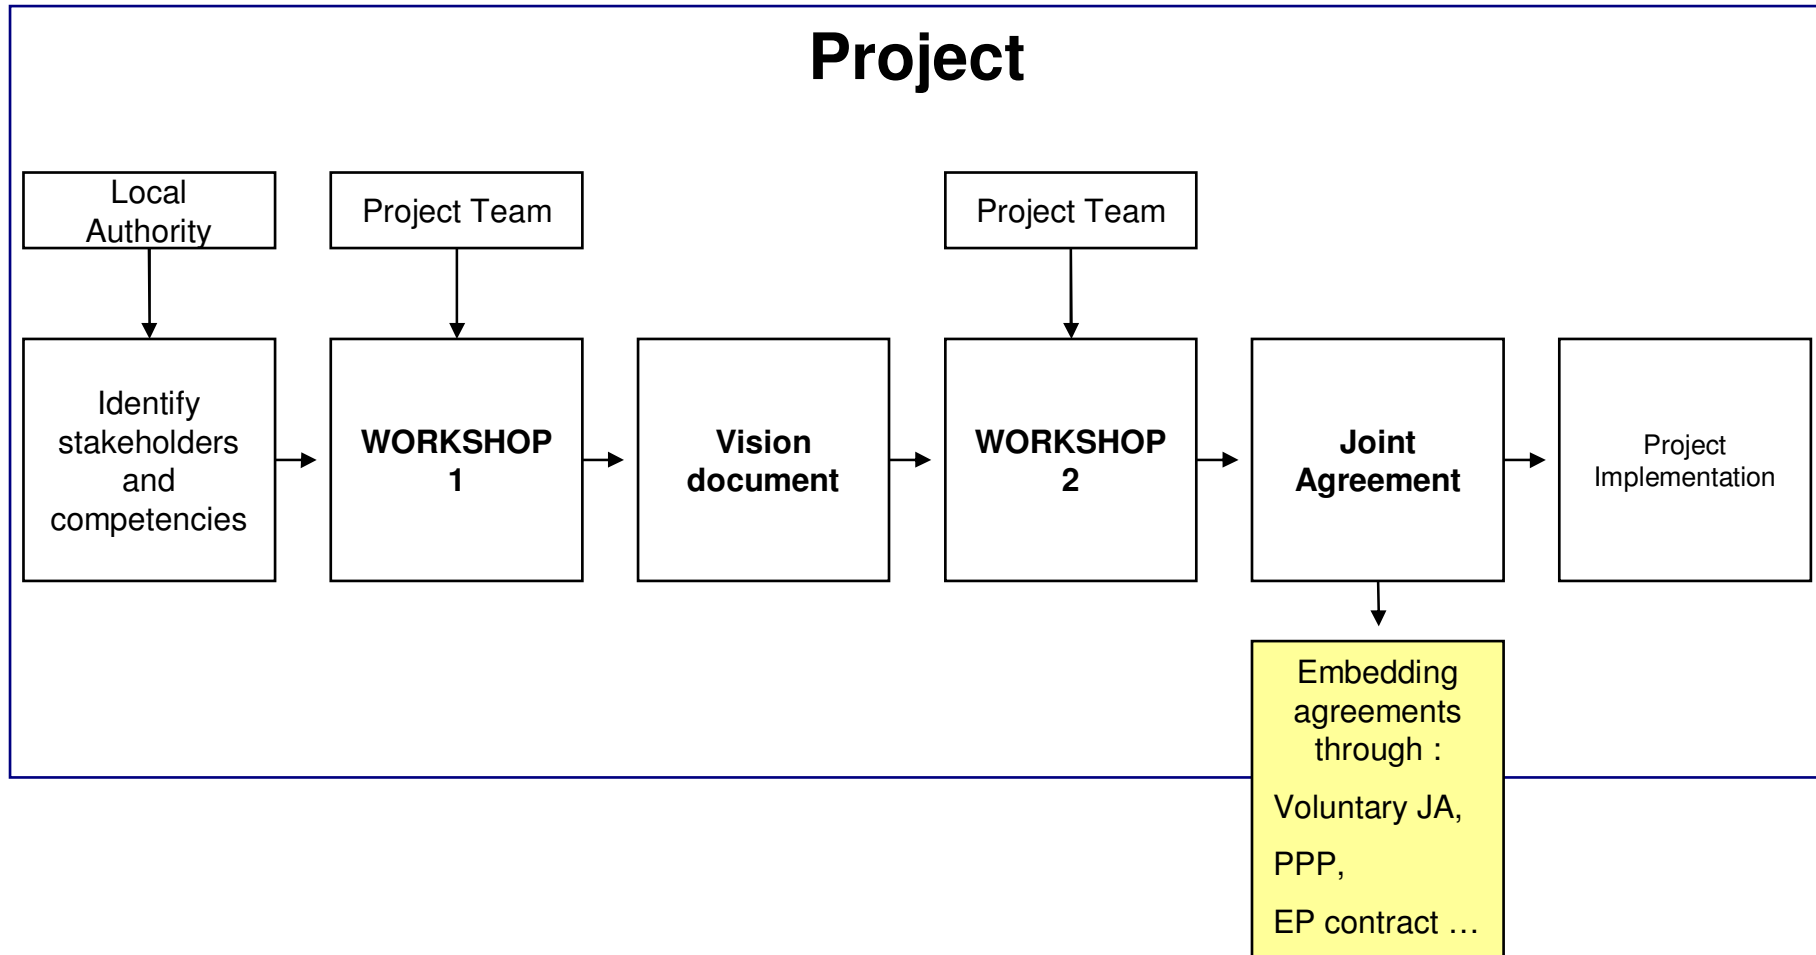 Project
Local
Authority
Project Team
Project Team
Identify
stakeholders
and
competencies
WORKSHOP
1
Vision
document
WORKSHOP
2
Joint
Agreement
Project
Implementation
Embedding
agreements
through :
Voluntary JA,
PPP,
EP contract …